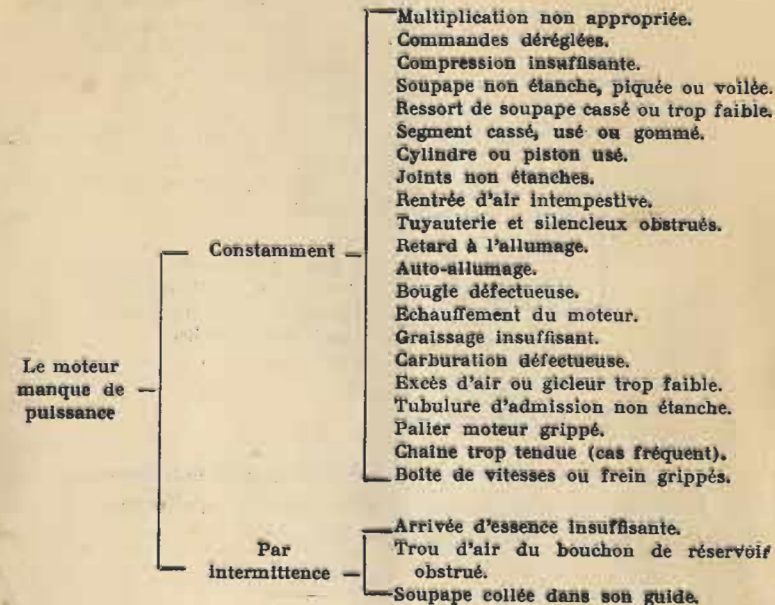 Multiplication non appropriée.
Commandes déréglées.
Compression insuffisante.
Soupape non étanche, piquée ou voilée.
Ressort de soupape cassé ou trop faible.
Segment cassé, usé ou gommé.
Cylindre ou piston usé.
Joints non étanches.
Rentrée d'air intempestive.
Tuyauterie et silencieux obstrués.
Retard à l'allumage.
Auto-allumage.
Bougie défectueuse.
Echauffement du moteur.
Graissage insuffisant.
Carburation défectueuse.
Excès d'air ou gicleur trop faible.
Tubulure d'admission non étanche.
Palier moteur grippé.
Chaîne trop tendue (cas fréquent).
Boîte de vitesses ou frein grippés.
Constamment
Le moteur
manque de
puissance
Par
intermittence
Arrivée d'essence insuffisante.
Trou d'air du bouchon de réservoir
obstrué.
Soupape collée dans son guide.